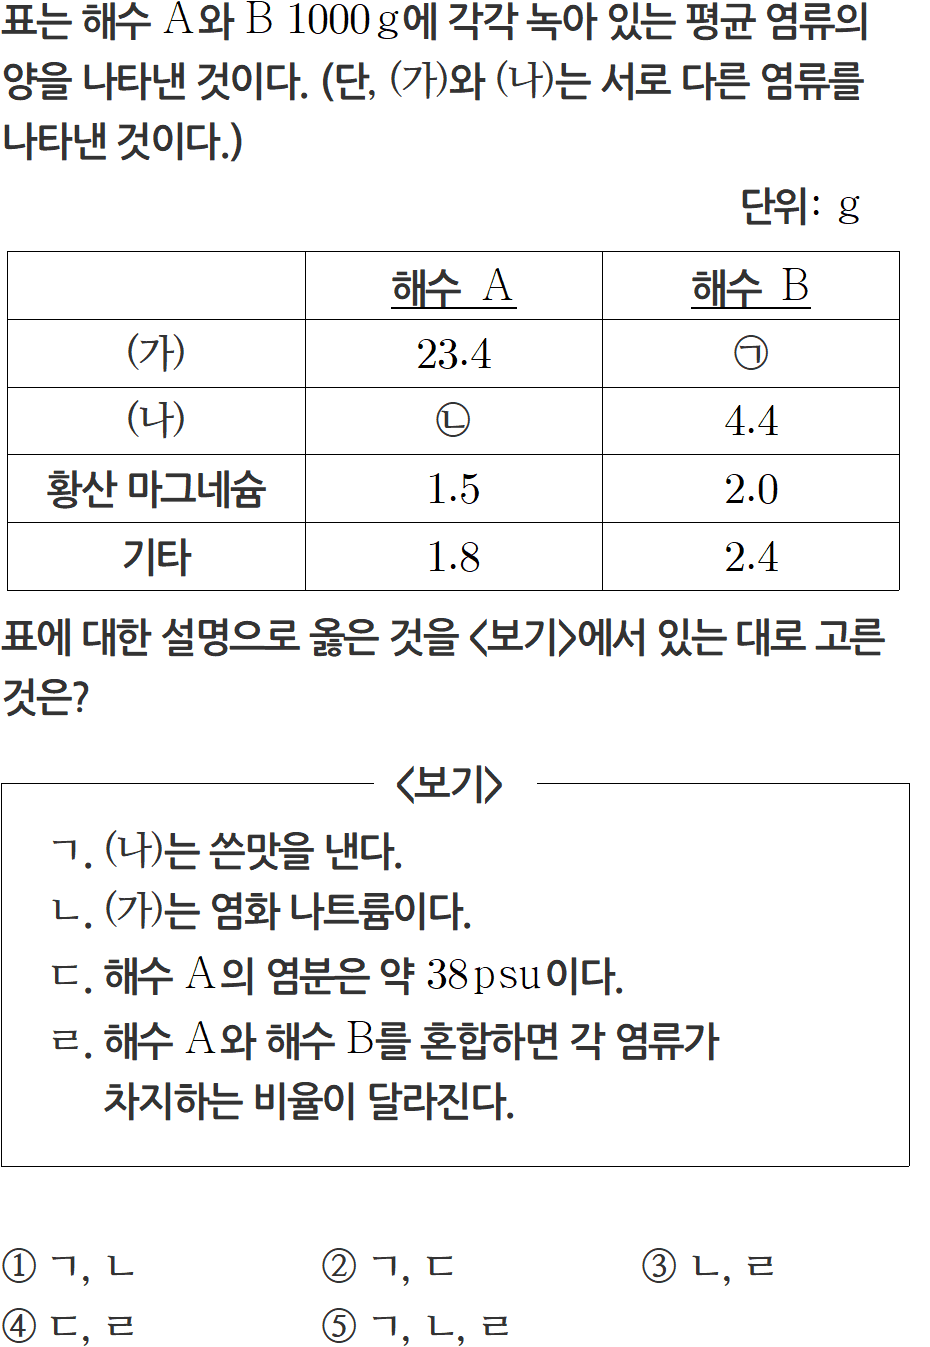 표는 해수 A와 B 1000g에 각각 녹아 있는 평균 염류의
양을 나타낸 것이다. (단, (가)와 (나)는 서로 다른 염류를
나타낸 것이다.)
단위: g
해수 A 해수 B
(가) 23.4 ㉠
(나) ㉡ 4.4
황산 마그네슘 1.5 2.0
기타 1.8 2.4
표에 대한 설명으로 옳은 것을 <보기>에서 있는 대로 고른
것은?
<보기>
ㄱ. (나)는 쓴맛을 낸다.
ㄴ. (가)는 염화 나트륨이다.
ㄷ. 해수 A의 염분은 약 38psu이다.
ㄹ. 해수 A와 해수 B를 혼합하면 각 염류가
차지하는 비율이 달라진다.
① ㄱ, ㄴ ② ㄱ, ㄷ ③ ㄴ, ㄹ
④ ㄷ, ㄹ ⑤ ㄱ, ㄴ, ㄹ